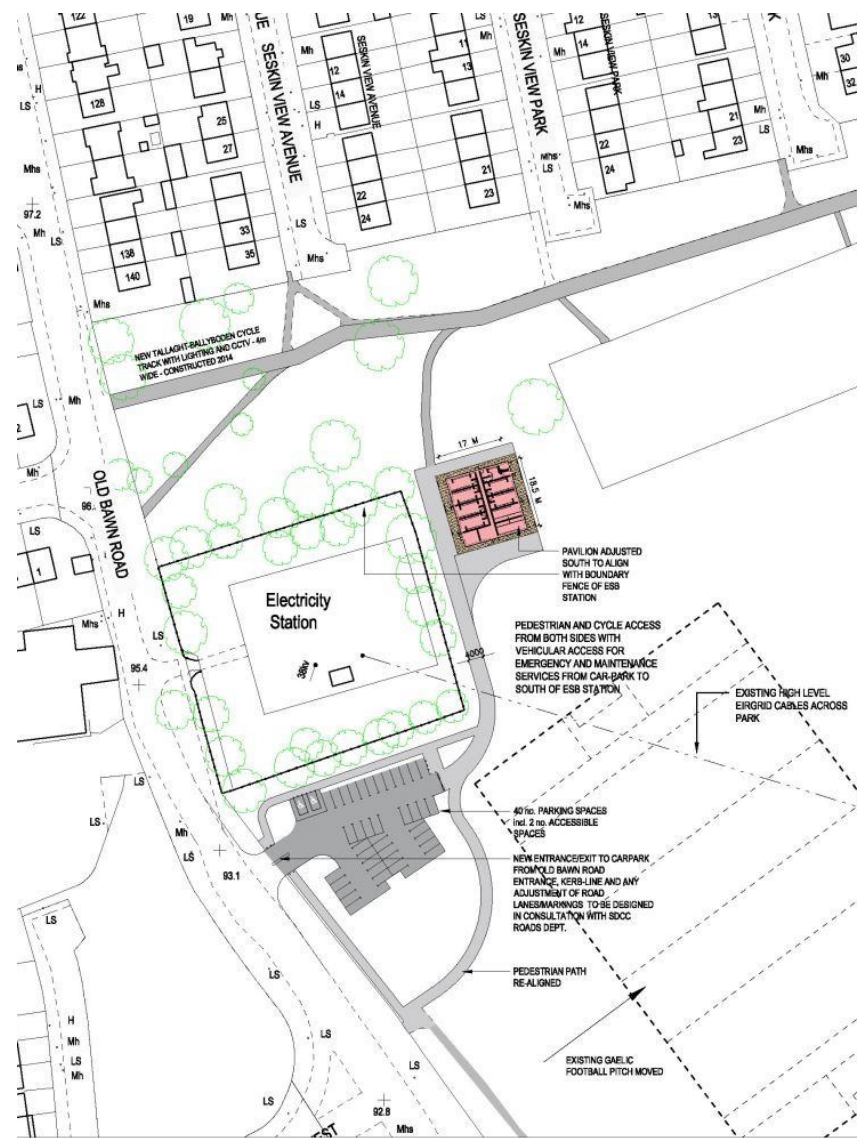 122
19
UE
SESKIN VIEW AVENUE
12
14
SESKIN VIEW AVENUE
11
13
SESKIN VIEW PARK
12
14
SESKIN VIEW PARK
13
K
30
32
LS
Mh
H
LS
128
25
27
Mh
LS
H
Mh
Mh
LS
21
23
Mhs
22
24
21
23
Mhs
LS
22
24
Mhs
Mhs
97.2
Mh
LS
138
140
33
35
LS
Mhs
Mhs
NEW TALLAGHT-BALLYBODEN CYCLE
TRACK WITH LIGHTING AND CCTV - 4m
WIDE - CONSTRUCTED 2014
LS
Mh
Mh
OLD BAWN ROAD
96
LS
1
H
Mhs
LS
95.4
17 M
18.5 M
PAVILION ADJUSTED
SOUTH TO ALIGN
WITH BOUNDARY
FENCE OF ESB
STATION
Electricity
Station
38kv
4000
PEDESTRIAN AND CYCLE ACCESS
FROM BOTH SIDES WITH
VEHICULAR ACCESS FOR
EMERGENCY AND MAINTENANCE
SERVICES FROM CAR-PARK TO
SOUTH OF ESB STATION
EXISTING HIGH LEVEL
EIRGRID CABLES ACROSS
PARK
LS
LS
Mh
LS
93.1
40 no. PARKING SPACES
incl. 2 no. ACCESSIBLE
SPACES
NEW ENTRANCE/EXIT TO CARPARK
FROM OLD BAWN ROAD
ENTRANCE, KERB-LINE AND ANY
ADJUSTMENT OF ROAD
LANES/MARKINGS TO BE DESIGNED
IN CONSULTATION WITH SDCC
ROADS DEPT.
LS
LS
PEDESTRIAN PATH
RE-ALIGNED
H
Mh
LS
Mh
LS
LS
LS
EXISTING GAELIC
FOOTBALL PITCH MOVED
92.8
Mhs
EST